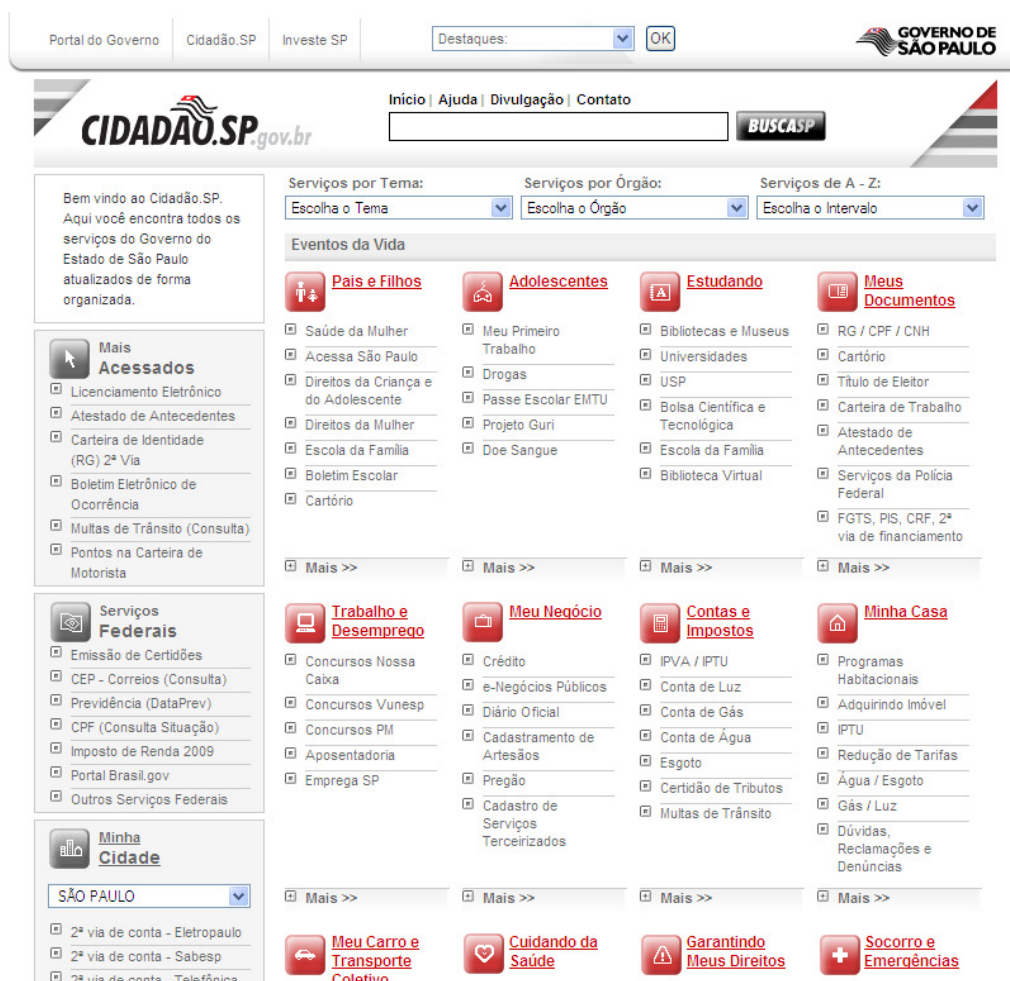 Portal do Governo
Cidadão.SP
Investe SP
Destaques:
OK
GOVERNO DE
SÃO PAULO
CIDADÃO.SP.gov.br
Início | Ajuda | Divulgação | Contato
BUSCASP
Bem vindo ao Cidadão.SP.
Aqui você encontra todos os
serviços do Governo do
Estado de São Paulo
atualizados de forma
organizada.
Mais
Acessados
Licenciamento Eletrônico
Atestado de Antecedentes
Carteira de Identidade
(RG) 2ª Via
Boletim Eletrônico de
Ocorrência
Multas de Trânsito (Consulta)
Pontos na Carteira de
Motorista
Serviços
Federais
Emissão de Certidões
CEP - Correios (Consulta)
Previdência (DataPrev)
CPF (Consulta Situação)
Imposto de Renda 2009
Portal Brasil.gov
Outros Serviços Federais
Minha
Cidade
SÃO PAULO
2ª via de conta - Eletropaulo
2ª via de conta - Sabesp
2ª via de conta - Telefônica
Serviços por Tema:
Escolha o Tema
Serviços por Órgão:
Escolha o Órgão
Serviços de A - Z:
Escolha o Intervalo
Eventos da Vida
Pais e Filhos
Saúde da Mulher
Acessa São Paulo
Direitos da Criança e
do Adolescente
Direitos da Mulher
Escola da Família
Boletim Escolar
Cartório
Mais >>
Adolescentes
Meu Primeiro
Trabalho
Drogas
Passe Escolar EMTU
Projeto Guri
Doe Sangue
Mais >>
Estudando
Bibliotecas e Museus
Universidades
USP
Bolsa Científica e
Tecnológica
Escola da Família
Biblioteca Virtual
Mais >>
Meus
Documentos
RG / CPF / CNH
Cartório
Título de Eleitor
Carteira de Trabalho
Atestado de
Antecedentes
Serviços da Polícia
Federal
FGTS, PIS, CRF, 2ª
via de financiamento
Mais >>
Trabalho e
Desemprego
Concursos Nossa
Caixa
Concursos Vunesp
Concursos PM
Aposentadoria
Emprega SP
Mais >>
Meu Negócio
Crédito
e-Negócios Públicos
Diário Oficial
Cadastramento de
Artesãos
Pregão
Cadastro de
Serviços
Terceirizados
Mais >>
Contas e
Impostos
IPVA / IPTU
Conta de Luz
Conta de Gás
Conta de Água
Esgoto
Certidão de Tributos
Multas de Trânsito
Mais >>
Minha Casa
Programas
Habitacionais
Adquirindo Imóvel
IPTU
Redução de Tarifas
Água / Esgoto
Gás / Luz
Dúvidas,
Reclamações e
Denúncias
Mais >>
Meu Carro e
Transporte
Coletivo
Cuidando da
Saúde
Garantindo
Meus Direitos
Socorro e
Emergências